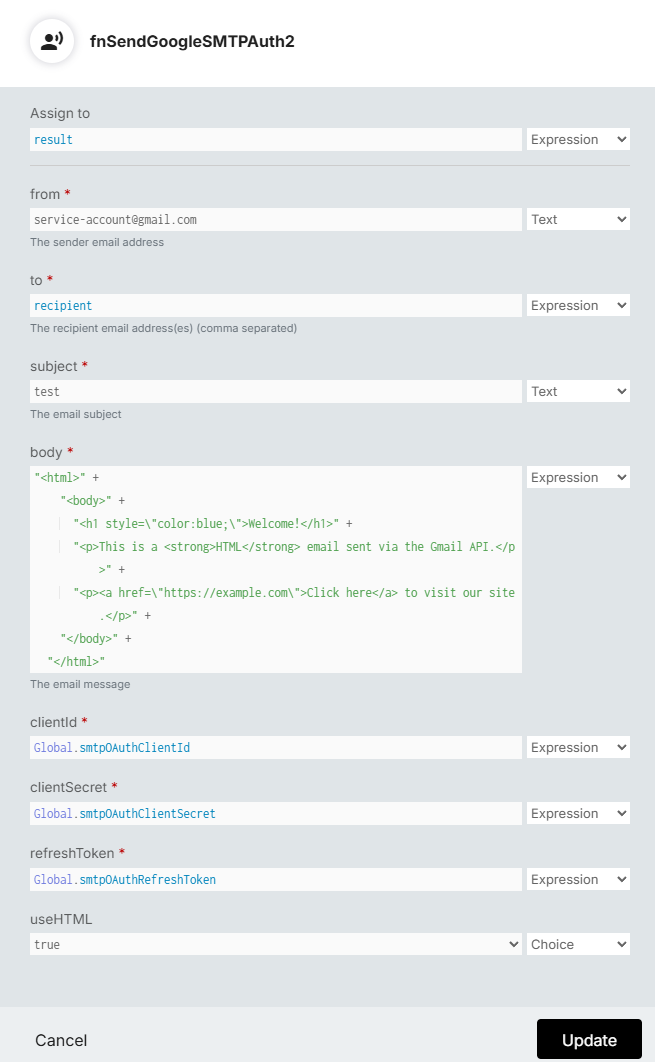 fnSendGoogleSMTPAuth2
Assign to
result Expression
from *
service-account@gmail.com Text
The sender email address
to *
recipient Expression
The recipient email address(es) (comma separated)
subject *
test Text
The email subject
body *
"<html>" + Expression
"<body>" +
"<h1 style=\"color:blue;\">Welcome!</h1>" +
"<p>This is a <strong>HTML</strong> email sent via the Gmail API.</p
>" +
"<p><a href=\"https://example.com\">Click here</a> to visit our site
.</p>" +
"</body>" +
"</html>"
The email message
clientId *
Global.smtpOAuthClientId Expression
clientSecret *
Global.smtpOAuthClientSecret Expression
refreshToken *
Global.smtpOAuthRefreshToken Expression
useHTML
true Choice
Cancel Update